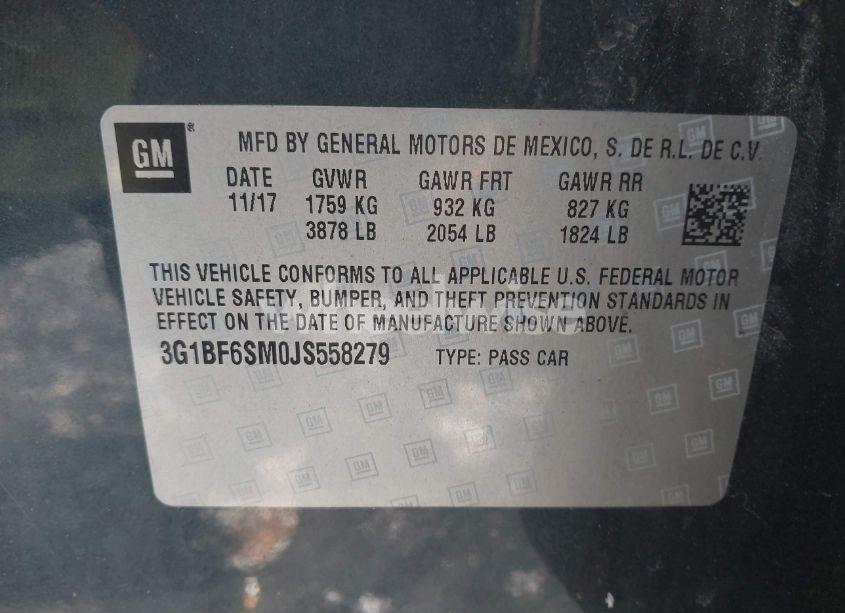 GM® MFD BY GENERAL MOTORS DE MEXICO, S. DE R.L. DE C.V.
DATE GVWR GAWR FRT GAWR RR
11/17 1759 KG 932 KG 827 KG
3878 LB 2054 LB 1824 LB
THIS VEHICLE CONFORMS TO ALL APPLICABLE U.S. FEDERAL MOTOR
VEHICLE SAFETY, BUMPER, AND THEFT PREVENTION STANDARDS IN
EFFECT ON THE DATE OF MANUFACTURE SHOWN ABOVE.
3G1BF6SM0JS558279 TYPE: PASS CAR